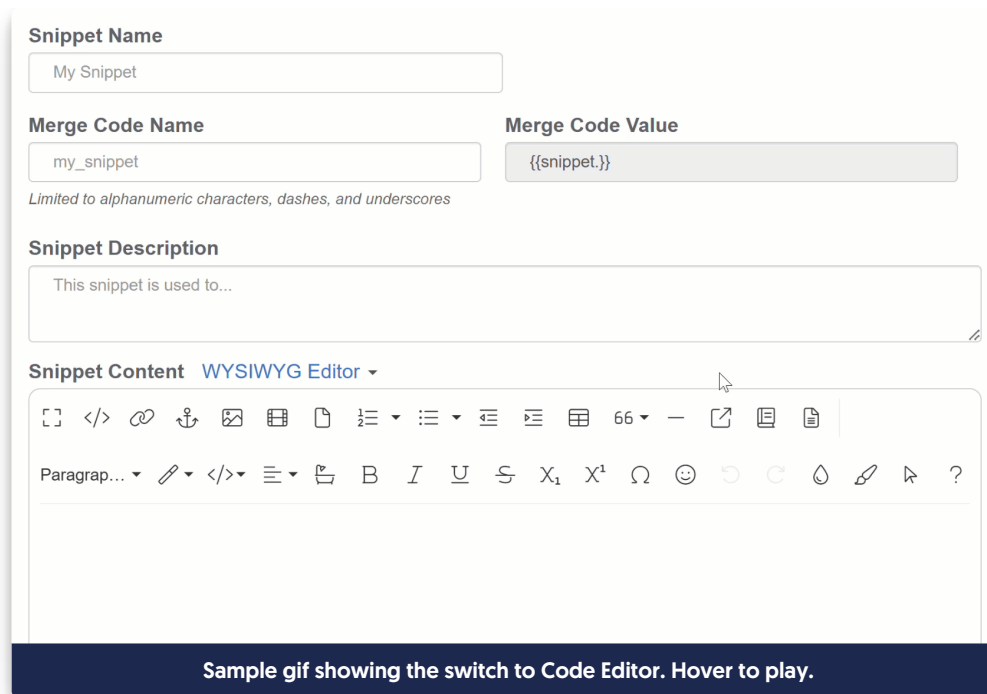 Snippet Name
My Snippet
Merge Code Name Merge Code Value
my_snippet {{snippet.}}
Limited to alphanumeric characters, dashes, and underscores
Snippet Description
This snippet is used to...
Snippet Content WYSIWYG Editor
66
Paragrap... B I U S X₁ X¹ Ω ?
Sample gif showing the switch to Code Editor. Hover to play.